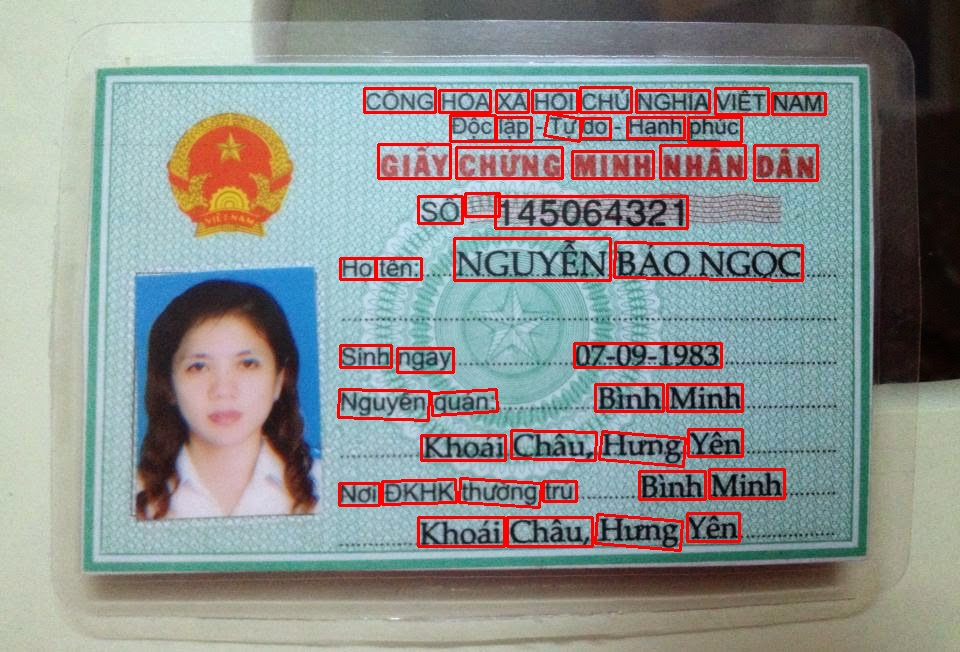 CỘNG HÒA XÃ HỘI CHỦ NGHĨA VIỆT NAM
Độc lập - Tự do - Hạnh phúc
GIẤY CHỨNG MINH NHÂN DÂN
SỐ 145064321
VIỆT NAM
Họ tên: NGUYỄN BẢO NGỌC
Sinh ngày 07-09-1983
Nguyên quán: Bình Minh
Khoái Châu, Hưng Yên
Nơi ĐKHK thường trú Bình Minh
Khoái Châu, Hưng Yên